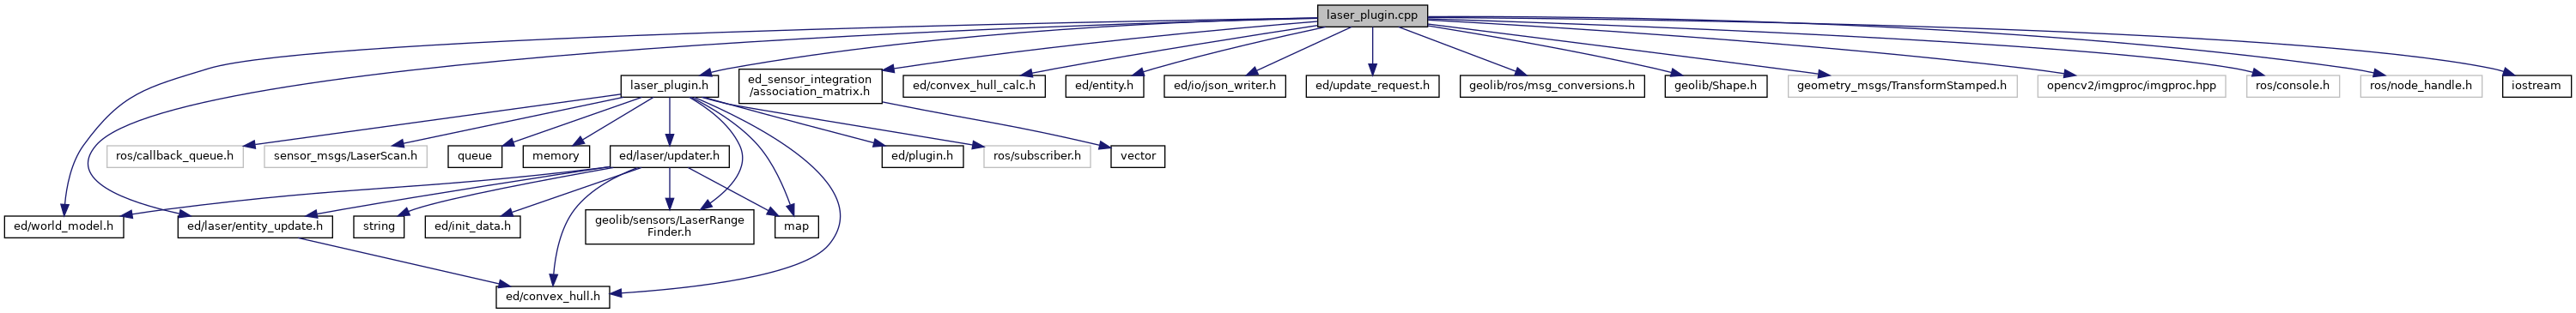 laser_plugin.cpp
laser_plugin.h
ed_sensor_integration
/association_matrix.h
ed/convex_hull_calc.h
ed/entity.h
ed/io/json_writer.h
ed/update_request.h
geolib/ros/msg_conversions.h
geolib/Shape.h
geometry_msgs/TransformStamped.h
opencv2/imgproc/imgproc.hpp
ros/console.h
ros/node_handle.h
iostream
ros/callback_queue.h
sensor_msgs/LaserScan.h
queue
memory
ed/laser/updater.h
ed/plugin.h
ros/subscriber.h
vector
ed/world_model.h
ed/laser/entity_update.h
string
ed/init_data.h
geolib/sensors/LaserRange
Finder.h
map
ed/convex_hull.h